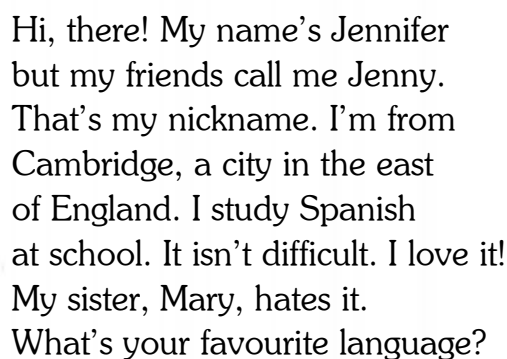 Hi, there! My name's Jennifer
but my friends call me Jenny.
That's my nickname. I'm from
Cambridge, a city in the east
of England. I study Spanish
at school. It isn't difficult. I love it!
My sister, Mary, hates it.
What's your favourite language?